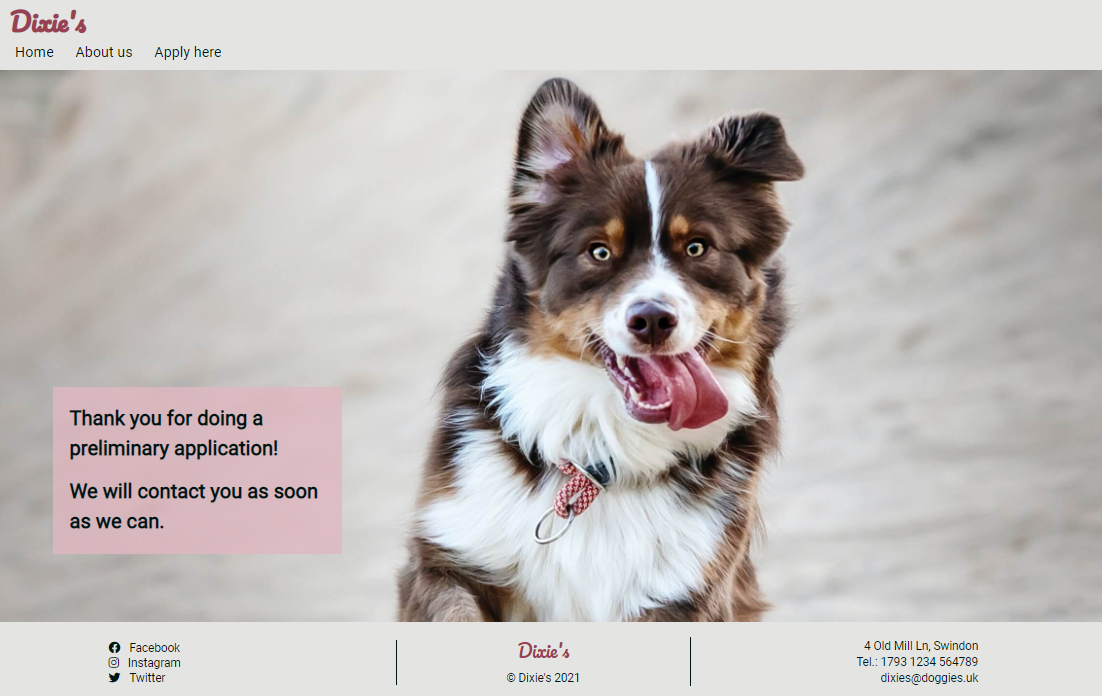 Dixie's
Home About us Apply here
Thank you for doing a
preliminary application!
We will contact you as soon
as we can.
Facebook
Instagram
Twitter
Dixie's
© Dixie's 2021
4 Old Mill Ln, Swindon
Tel.: 1793 1234 564789
dixies@doggies.uk